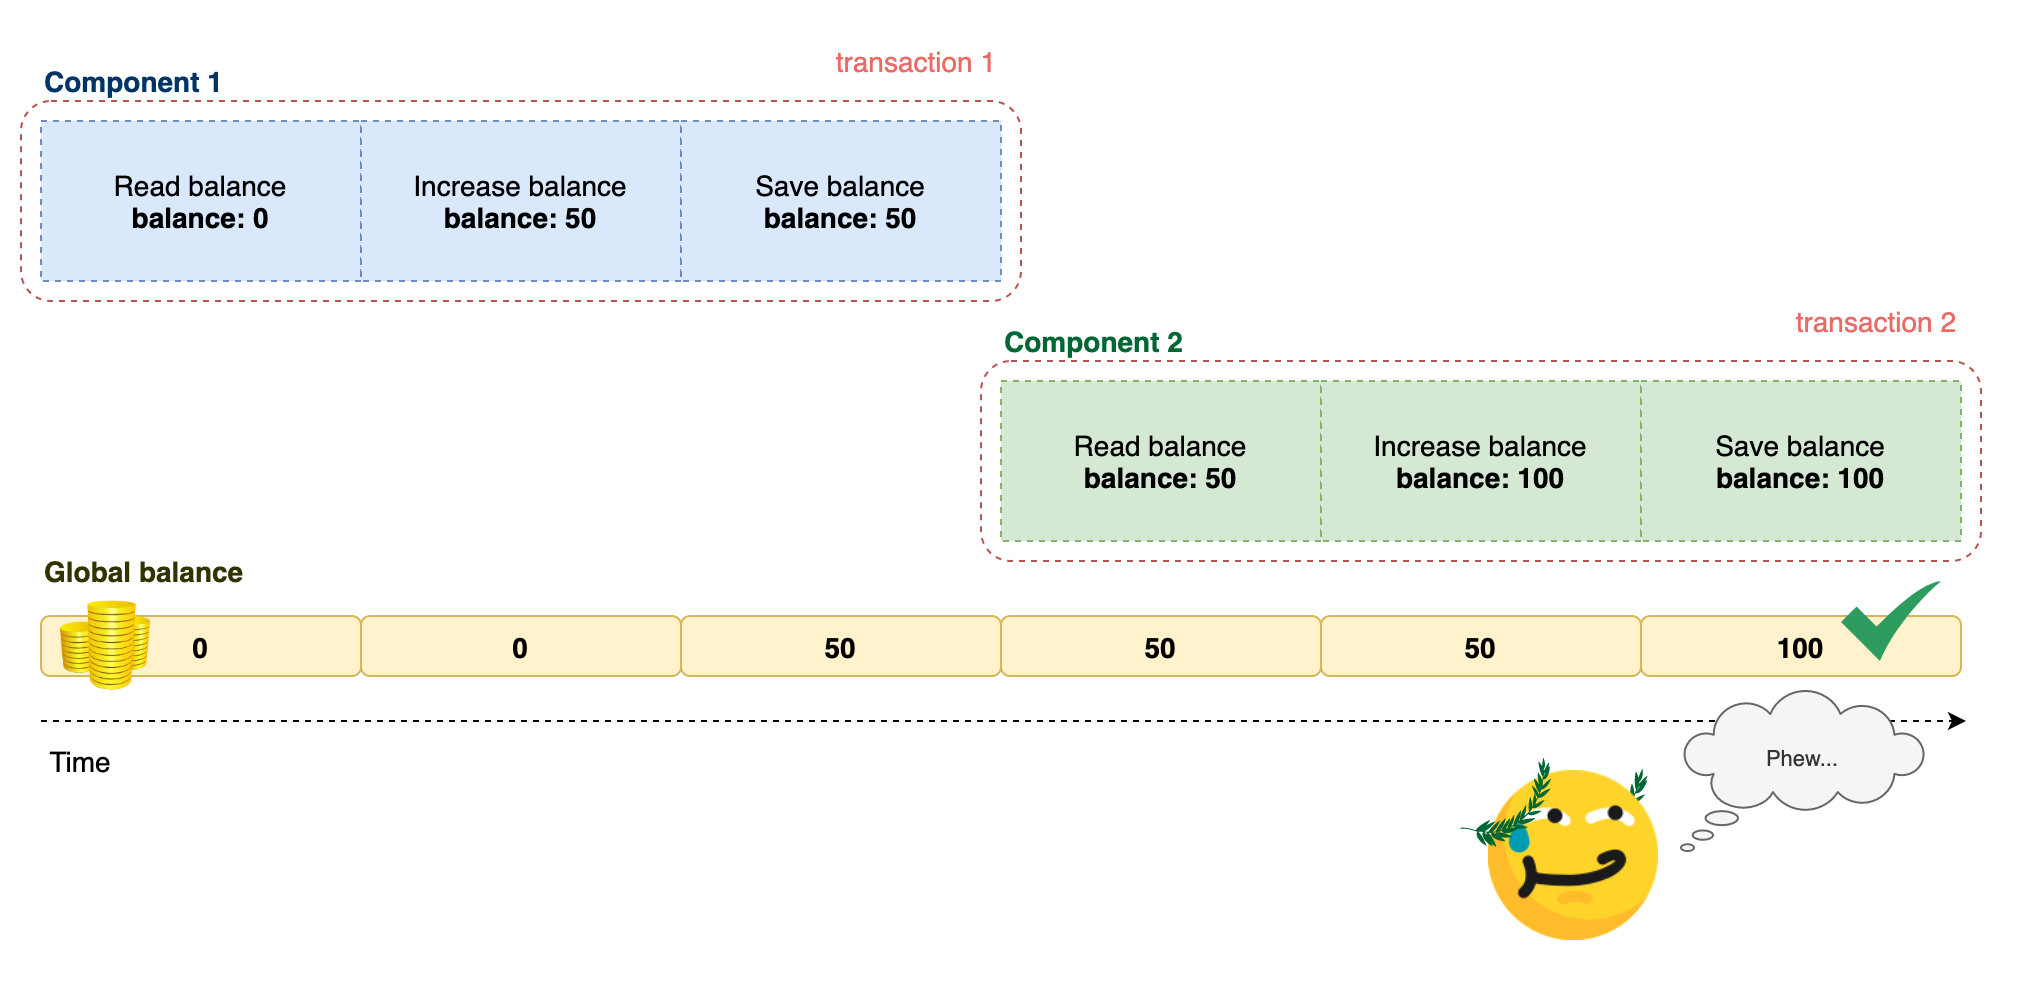 transaction 1
Component 1
Read balance
balance: 0
Increase balance
balance: 50
Save balance
balance: 50
transaction 2
Component 2
Read balance
balance: 50
Increase balance
balance: 100
Save balance
balance: 100
Global balance
0
0
50
50
50
100
Time
Phew...